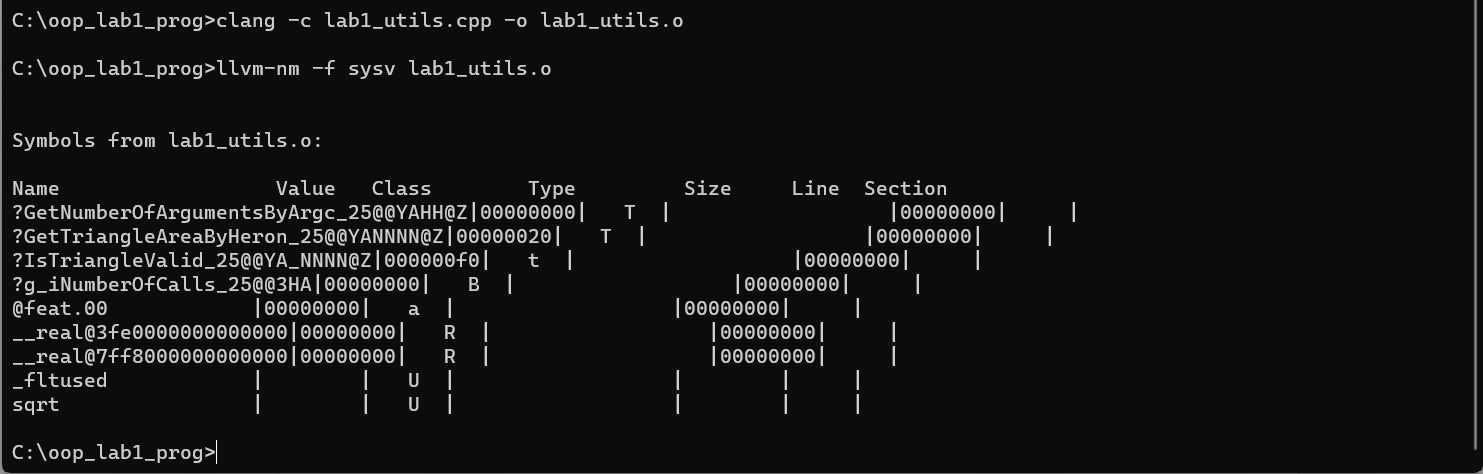 C:\oop_lab1_prog>clang -c lab1_utils.cpp -o lab1_utils.o
C:\oop_lab1_prog>llvm-nm -f sysv lab1_utils.o
Symbols from lab1_utils.o:
Name                  Value   Class        Type         Size     Line  Section
?GetNumberOfArgumentsByArgc_25@@YAHH@Z|00000000|   T  |                  |00000000|     |
?GetTriangleAreaByHeron_25@@YANNNN@Z|00000020|   T  |                  |00000000|     |
?IsTriangleValid_25@@YA_NNNN@Z|000000f0|   t  |                  |00000000|     |
?g_iNumberOfCalls_25@@3HA|00000000|   B  |                  |00000000|     |
@feat.00            |00000000|   a  |                  |00000000|     |
__real@3fe0000000000000|00000000|   R  |                  |00000000|     |
__real@7ff8000000000000|00000000|   R  |                  |00000000|     |
_fltused            |        |   U  |                  |        |     |
sqrt                |        |   U  |                  |        |     |
C:\oop_lab1_prog>